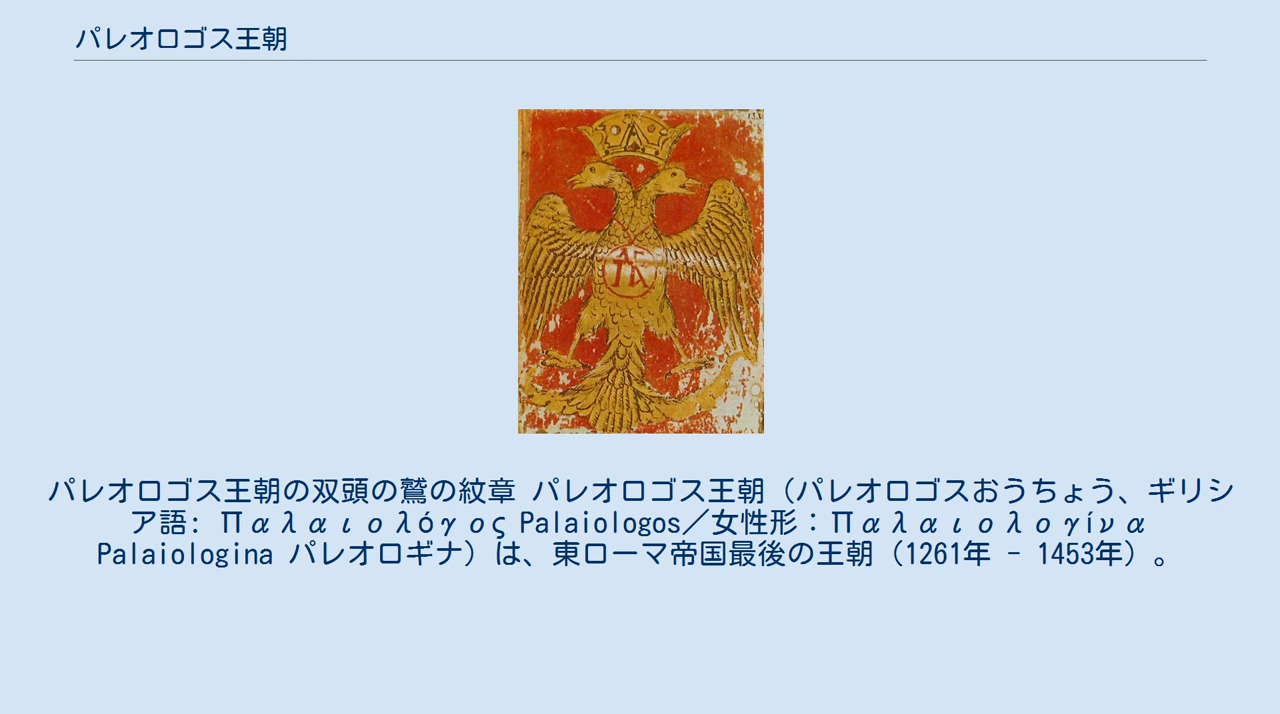 パレオロゴス王朝
パレオロゴス王朝の双頭の鷲の紋章 パレオロゴス王朝（パレオロゴスおうちょう、ギリシ
ア語: Παλαιολόγος Palaiologos／女性形：Παλαιολογίνα
Palaiologina パレオロギナ）は、東ローマ帝国最後の王朝（1261年 - 1453年）。